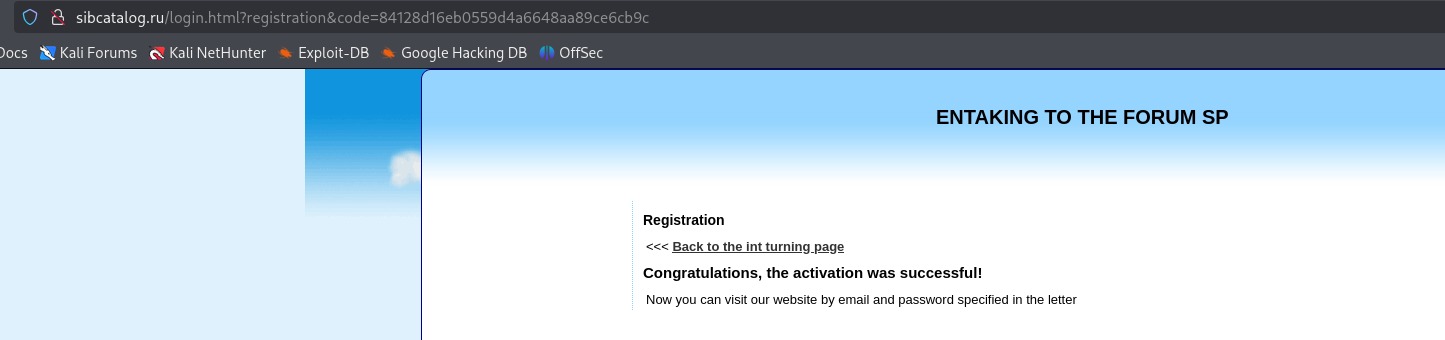 sibcatalog.ru/login.html?registration&code=84128d16eb0559d4a6648aa89ce6cb9c
Docs Kali Forums Kali NetHunter Exploit-DB Google Hacking DB OffSec
ENTAKING TO THE FORUM SP
Registration
<<< Back to the int turning page
Congratulations, the activation was successful!
Now you can visit our website by email and password specified in the letter